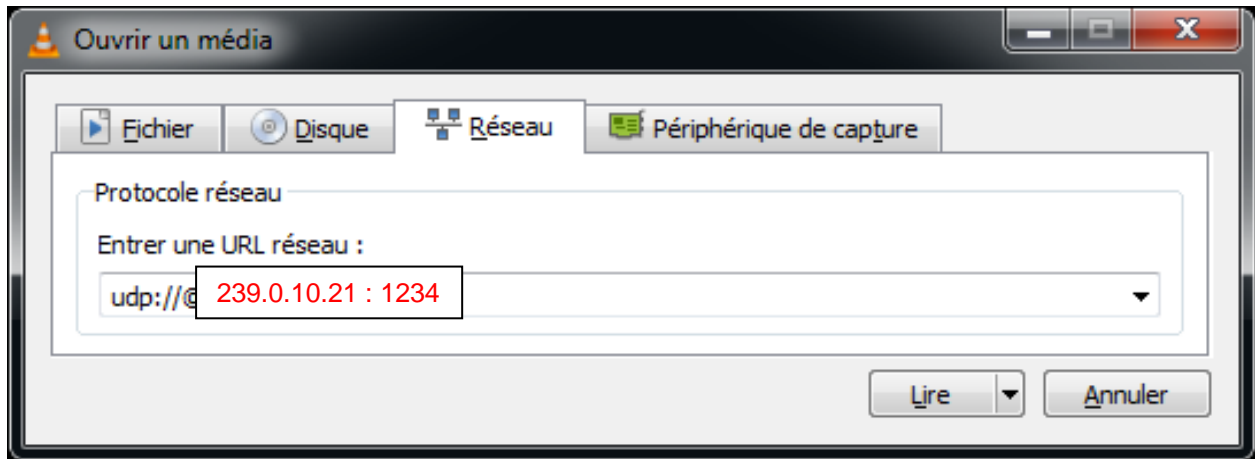 Ouvrir un média
Fichier Disque Réseau Périphérique de capture
Protocole réseau
Entrer une URL réseau :
udp://@ 239.0.10.21 : 1234
Lire Annuler